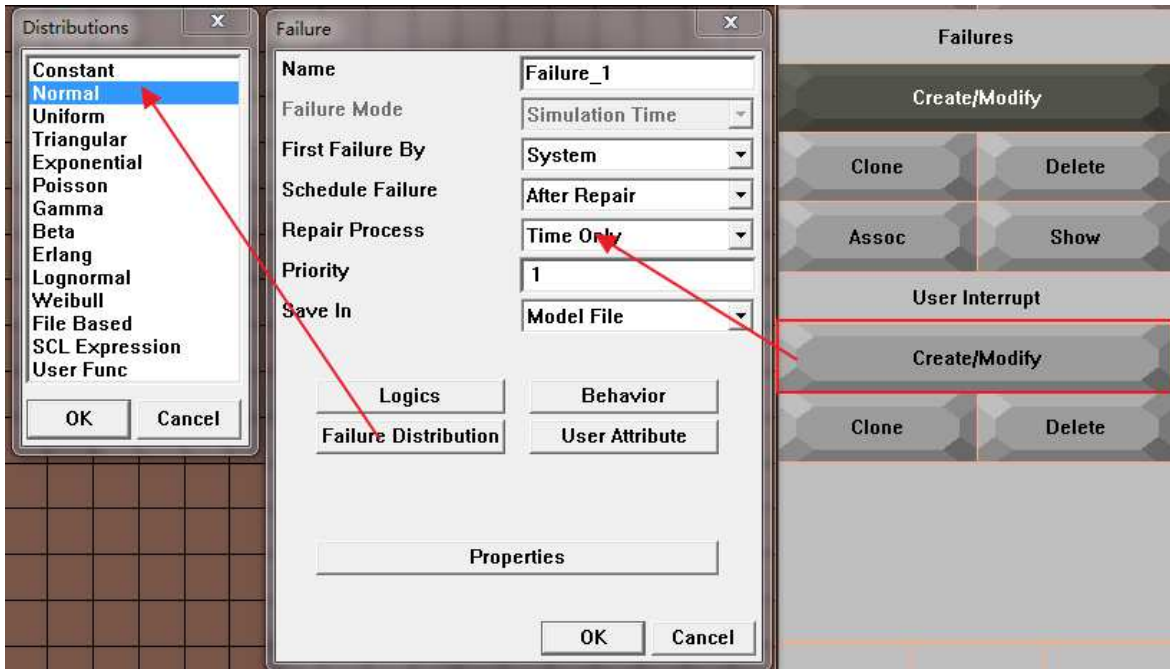 Distributions
x
Constant
Normal
Uniform
Triangular
Exponential
Poisson
Gamma
Beta
Erlang
Lognormal
Weibull
File Based
SCL Expression
User Func
OK Cancel
Failure
x
Name Failure_1
Failure Mode Simulation Time
First Failure By System
Schedule Failure After Repair
Repair Process Time Only
Priority 1
Save In Model File
Logics Behavior
Failure Distribution User Attribute
Properties
OK Cancel
Failures
Create/Modify
Clone Delete
Assoc Show
User Interrupt
Create/Modify
Clone Delete